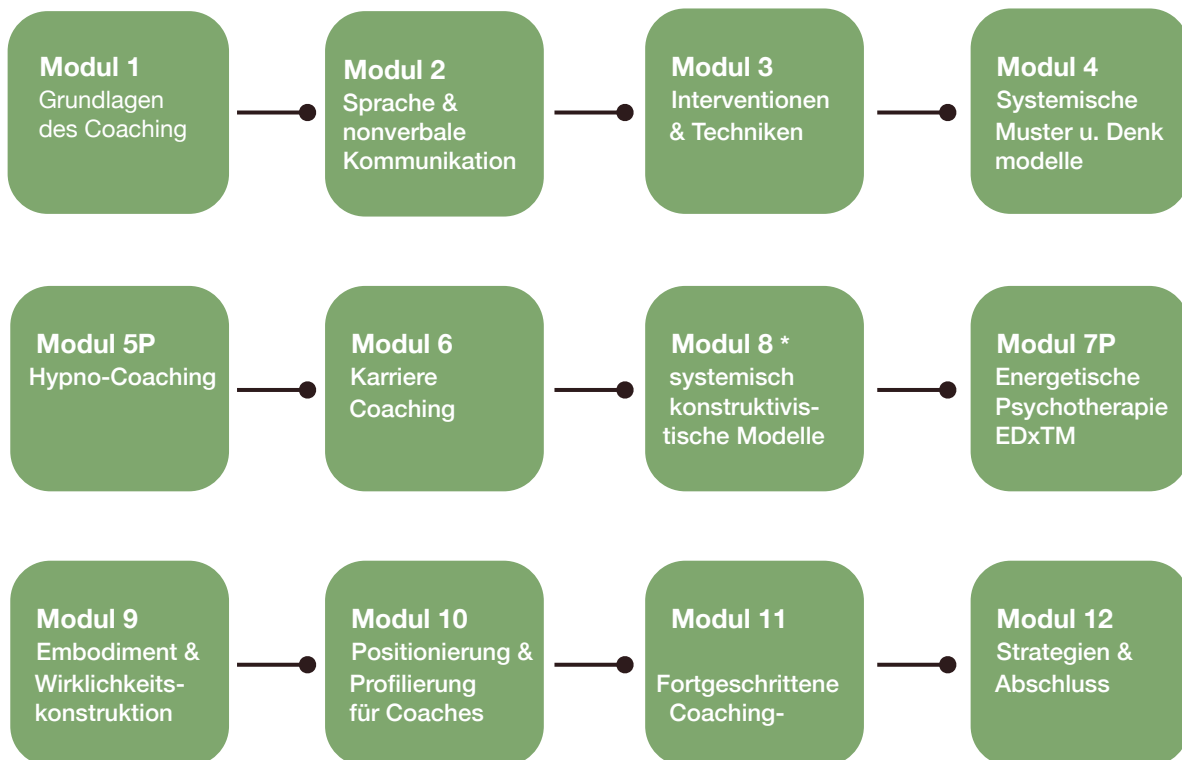 Modul 1
Grundlagen
des Coaching
Modul 2
Sprache &
nonverbale
Kommunikation
Modul 3
Interventionen
& Techniken
Modul 4
Systemische
Muster u. Denk
modelle
Modul 5P
Hypno-Coaching
Modul 6
Karriere
Coaching
Modul 8 *
systemisch
konstruktivis-
tische Modelle
Modul 7P
Energetische
Psychotherapie
EDxTM
Modul 9
Embodiment &
Wirklichkeits-
konstruktion
Modul 10
Positionierung &
Profilierung
für Coaches
Modul 11
Fortgeschrittene
Coaching-
Modul 12
Strategien &
Abschluss